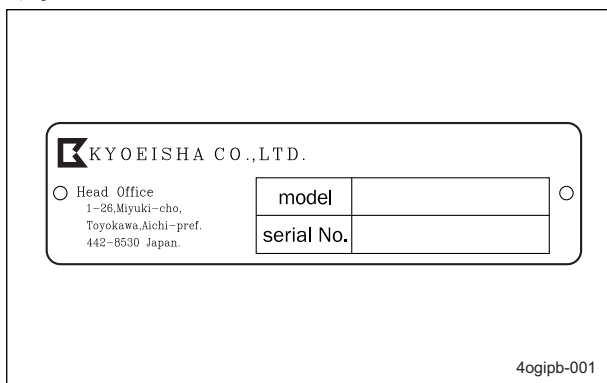 KYOEISHA CO.,LTD.
Head Office
1-26,Miyuki-cho,
Toyokawa,Aichi-pref.
442-8530 Japan.
model
serial No.
4ogipb-001